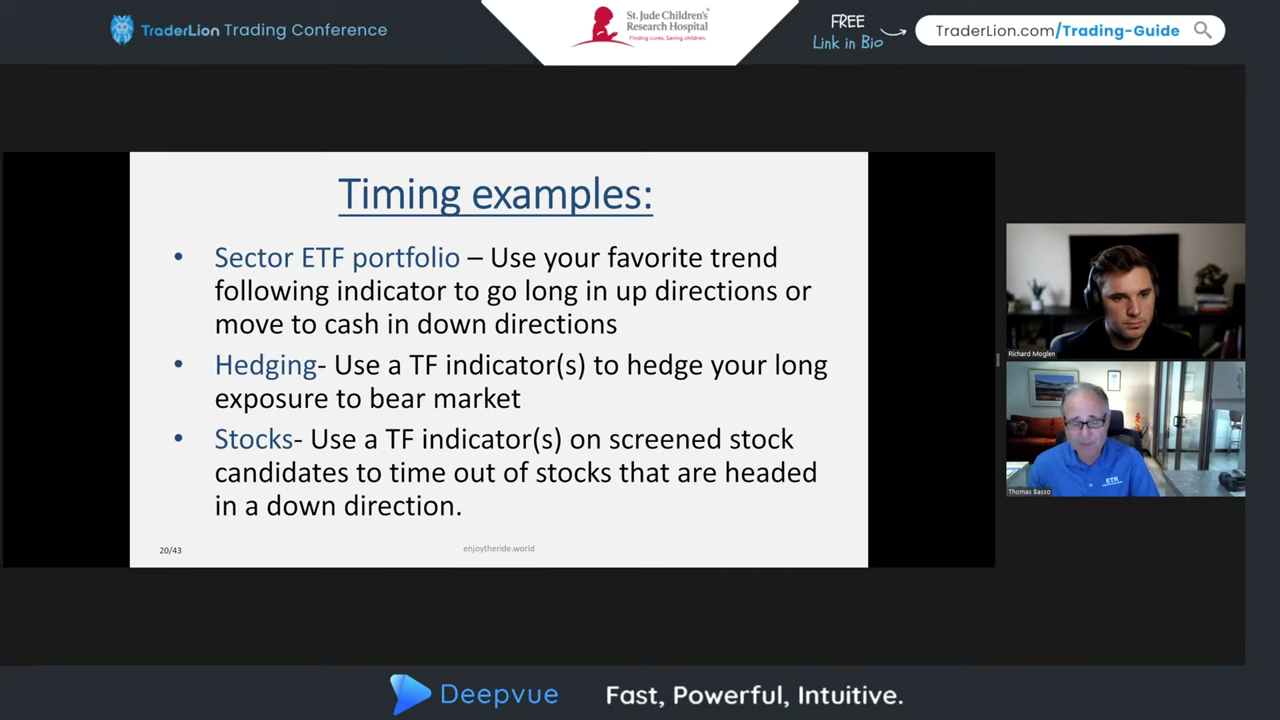 TraderLion Trading Conference
St. Jude Children's
Research Hospital
Finding cures. Saving children.
FREE
Link in Bio
TraderLion.com/Trading-Guide
Timing examples:
• Sector ETF portfolio – Use your favorite trend
following indicator to go long in up directions or
move to cash in down directions
• Hedging- Use a TF indicator(s) to hedge your long
exposure to bear market
• Stocks- Use a TF indicator(s) on screened stock
candidates to time out of stocks that are headed
in a down direction.
20/43
enjoytheride.world
Richard Moglen
ETR
Thomas Basso
Deepvue
Fast, Powerful, Intuitive.